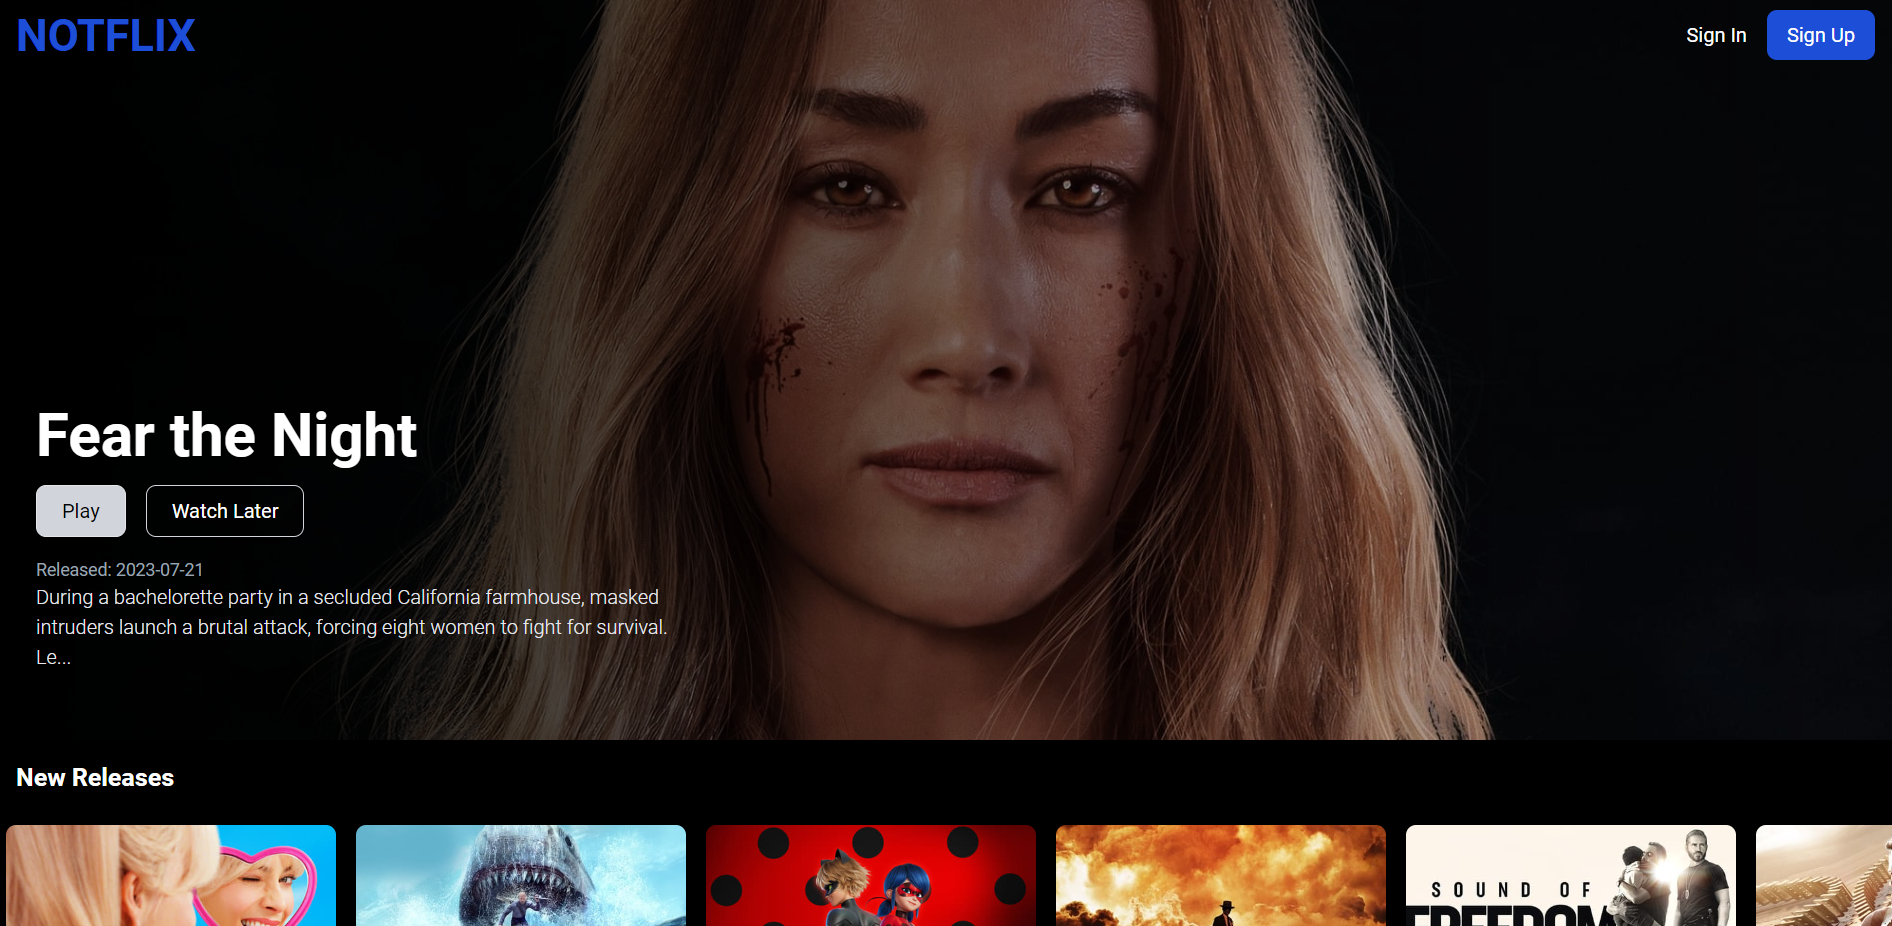 NOTFLIX
Sign In
Sign Up
Fear the Night
Play
Watch Later
Released: 2023-07-21
During a bachelorette party in a secluded California farmhouse, masked
intruders launch a brutal attack, forcing eight women to fight for survival.
Le...
New Releases
SOUND OF
FREEDOM